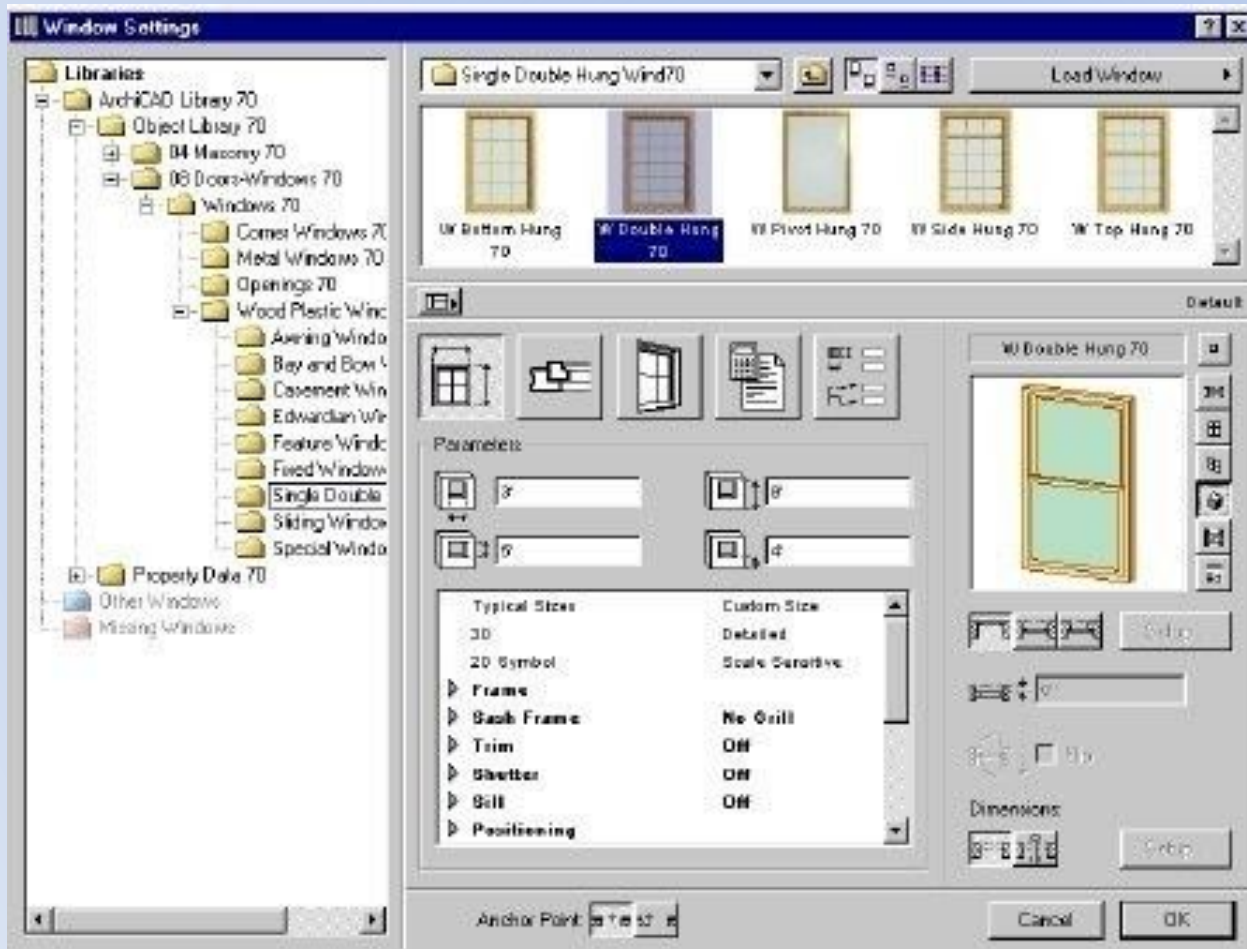 Window Settings
Libraries
ArchiCAD Library 70
Object Library 70
04 Masonry 70
08 Doors-Windows 70
Windows 70
Corner Windows 70
Metal Windows 70
Openings 70
Wood Plastic Winc
Awning Windo
Bay and Bow
Casement Win
Edwardian Win
Feature Windo
Fixed Window
Single Double
Sliding Window
Special Windo
Property Data 70
Other Windows
Missing Windows
Single Double Hung Wind70
Load Window
W Bottom Hung 70
W Double Hung 70
W Pivot Hung 70
W Side Hung 70
W Top Hung 70
Default
Parameters
3'
5'
4'
Typical Sizes Custom Size
3D Detailed
2D Symbol Scale Sensitive
Frame
Sash Frame No Grill
Trim Off
Shutter Off
Sill Off
Positioning
W Double Hung 70
Setup
0"
Flip
Dimensions:
Setup
Anchor Point:
Cancel
OK